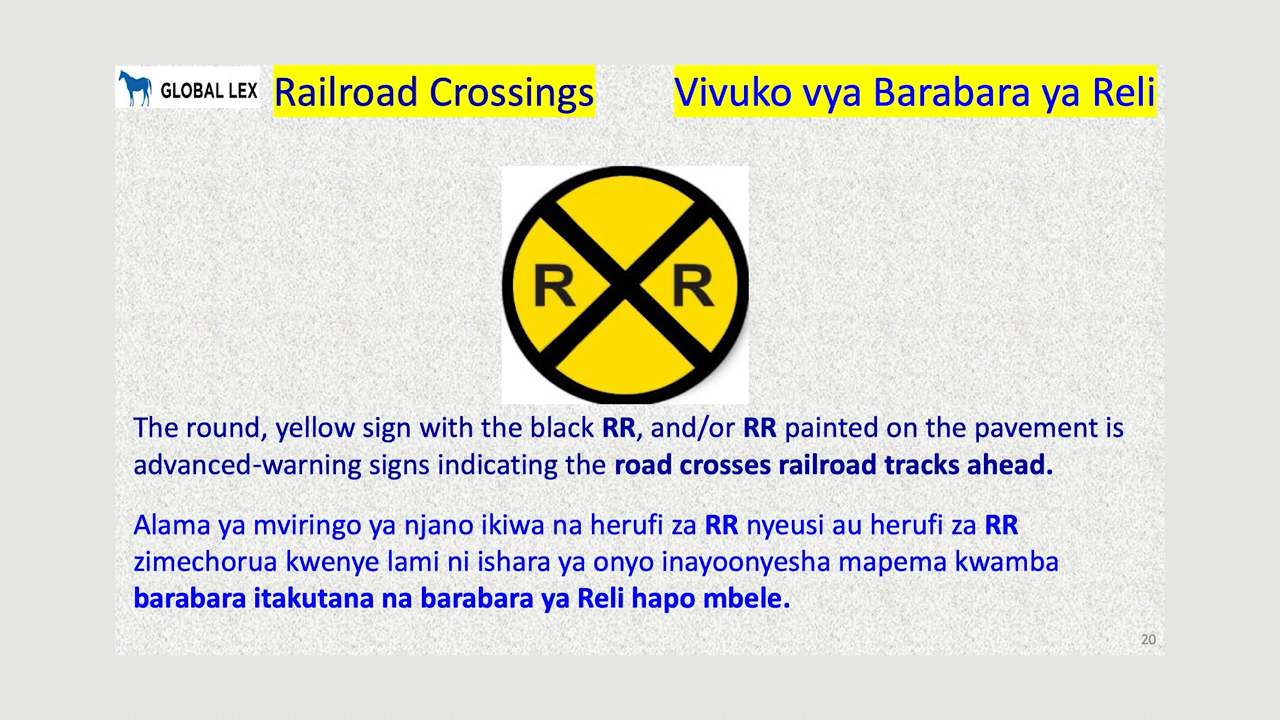 GLOBAL LEX
Railroad Crossings
Vivuko vya Barabara ya Reli
R R
The round, yellow sign with the black RR, and/or RR painted on the pavement is
advanced-warning signs indicating the road crosses railroad tracks ahead.
Alama ya mviringo ya njano ikiwa na herufi za RR nyeusi au herufi za RR
zimechorua kwenye lami ni ishara ya onyo inayoonyesha mapema kwamba
barabara itakutana na barabara ya Reli hapo mbele.
20